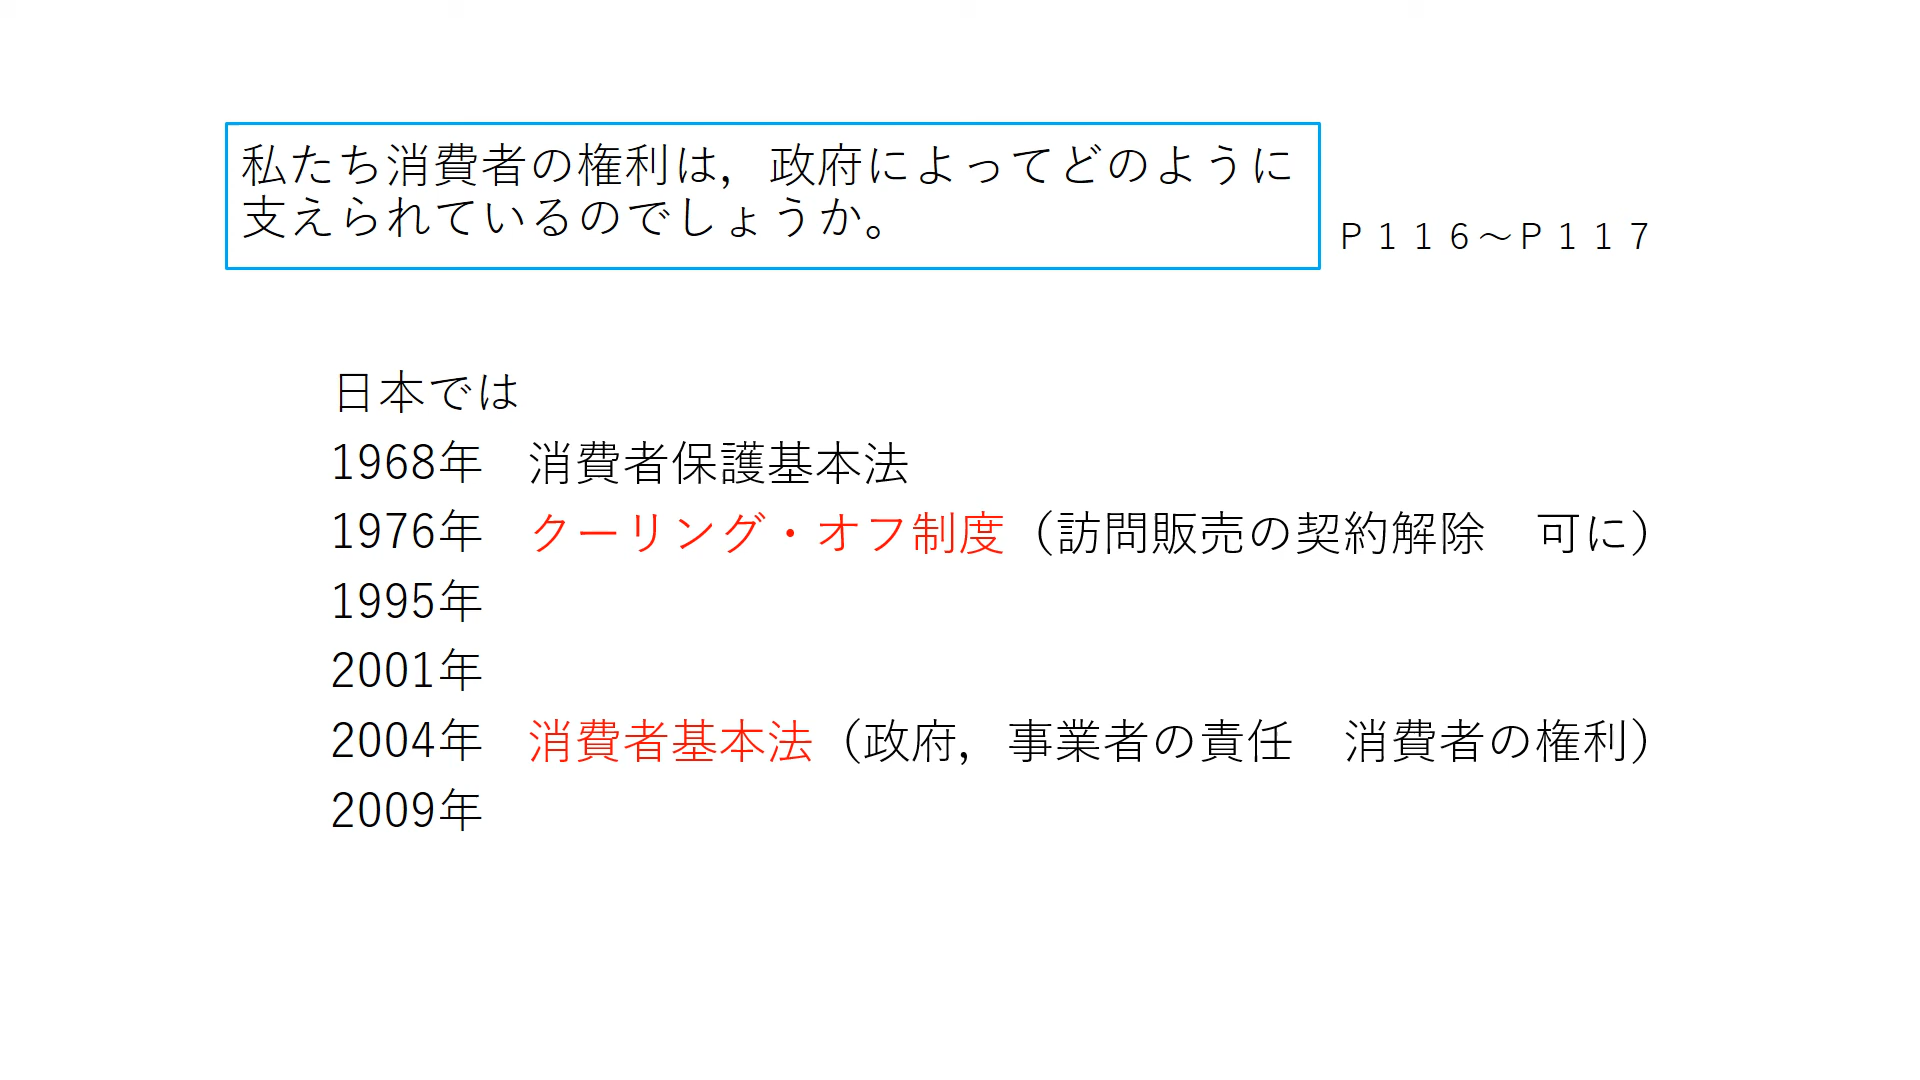 私たち消費者の権利は，政府によってどのように
支えられているのでしょうか。
Ｐ１１６～Ｐ１１７
日本では
1968年　消費者保護基本法
1976年　クーリング・オフ制度（訪問販売の契約解除　可に）
1995年
2001年
2004年　消費者基本法（政府，事業者の責任　消費者の権利）
2009年